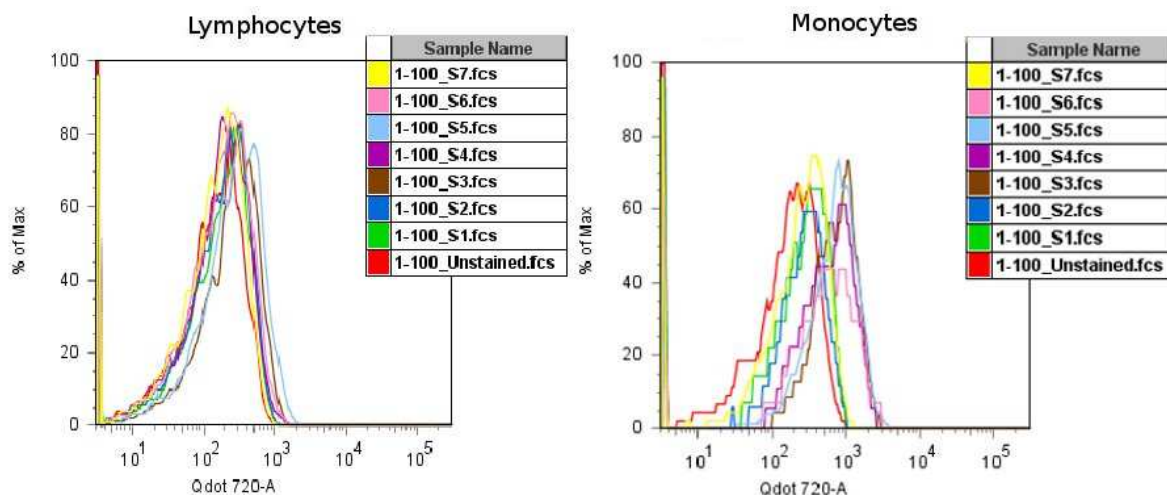 Lymphocytes
Sample Name
1-100_S7.fcs
1-100_S6.fcs
1-100_S5.fcs
1-100_S4.fcs
1-100_S3.fcs
1-100_S2.fcs
1-100_S1.fcs
1-100_Unstained.fcs
100
80
60
40
20
0
% of Max
10^1 10^2 10^3 10^4 10^5
Qdot 720-A
Monocytes
Sample Name
1-100_S7.fcs
1-100_S6.fcs
1-100_S5.fcs
1-100_S4.fcs
1-100_S3.fcs
1-100_S2.fcs
1-100_S1.fcs
1-100_Unstained.fcs
100
80
60
40
20
0
% of Max
10^1 10^2 10^3 10^4 10^5
Qdot 720-A